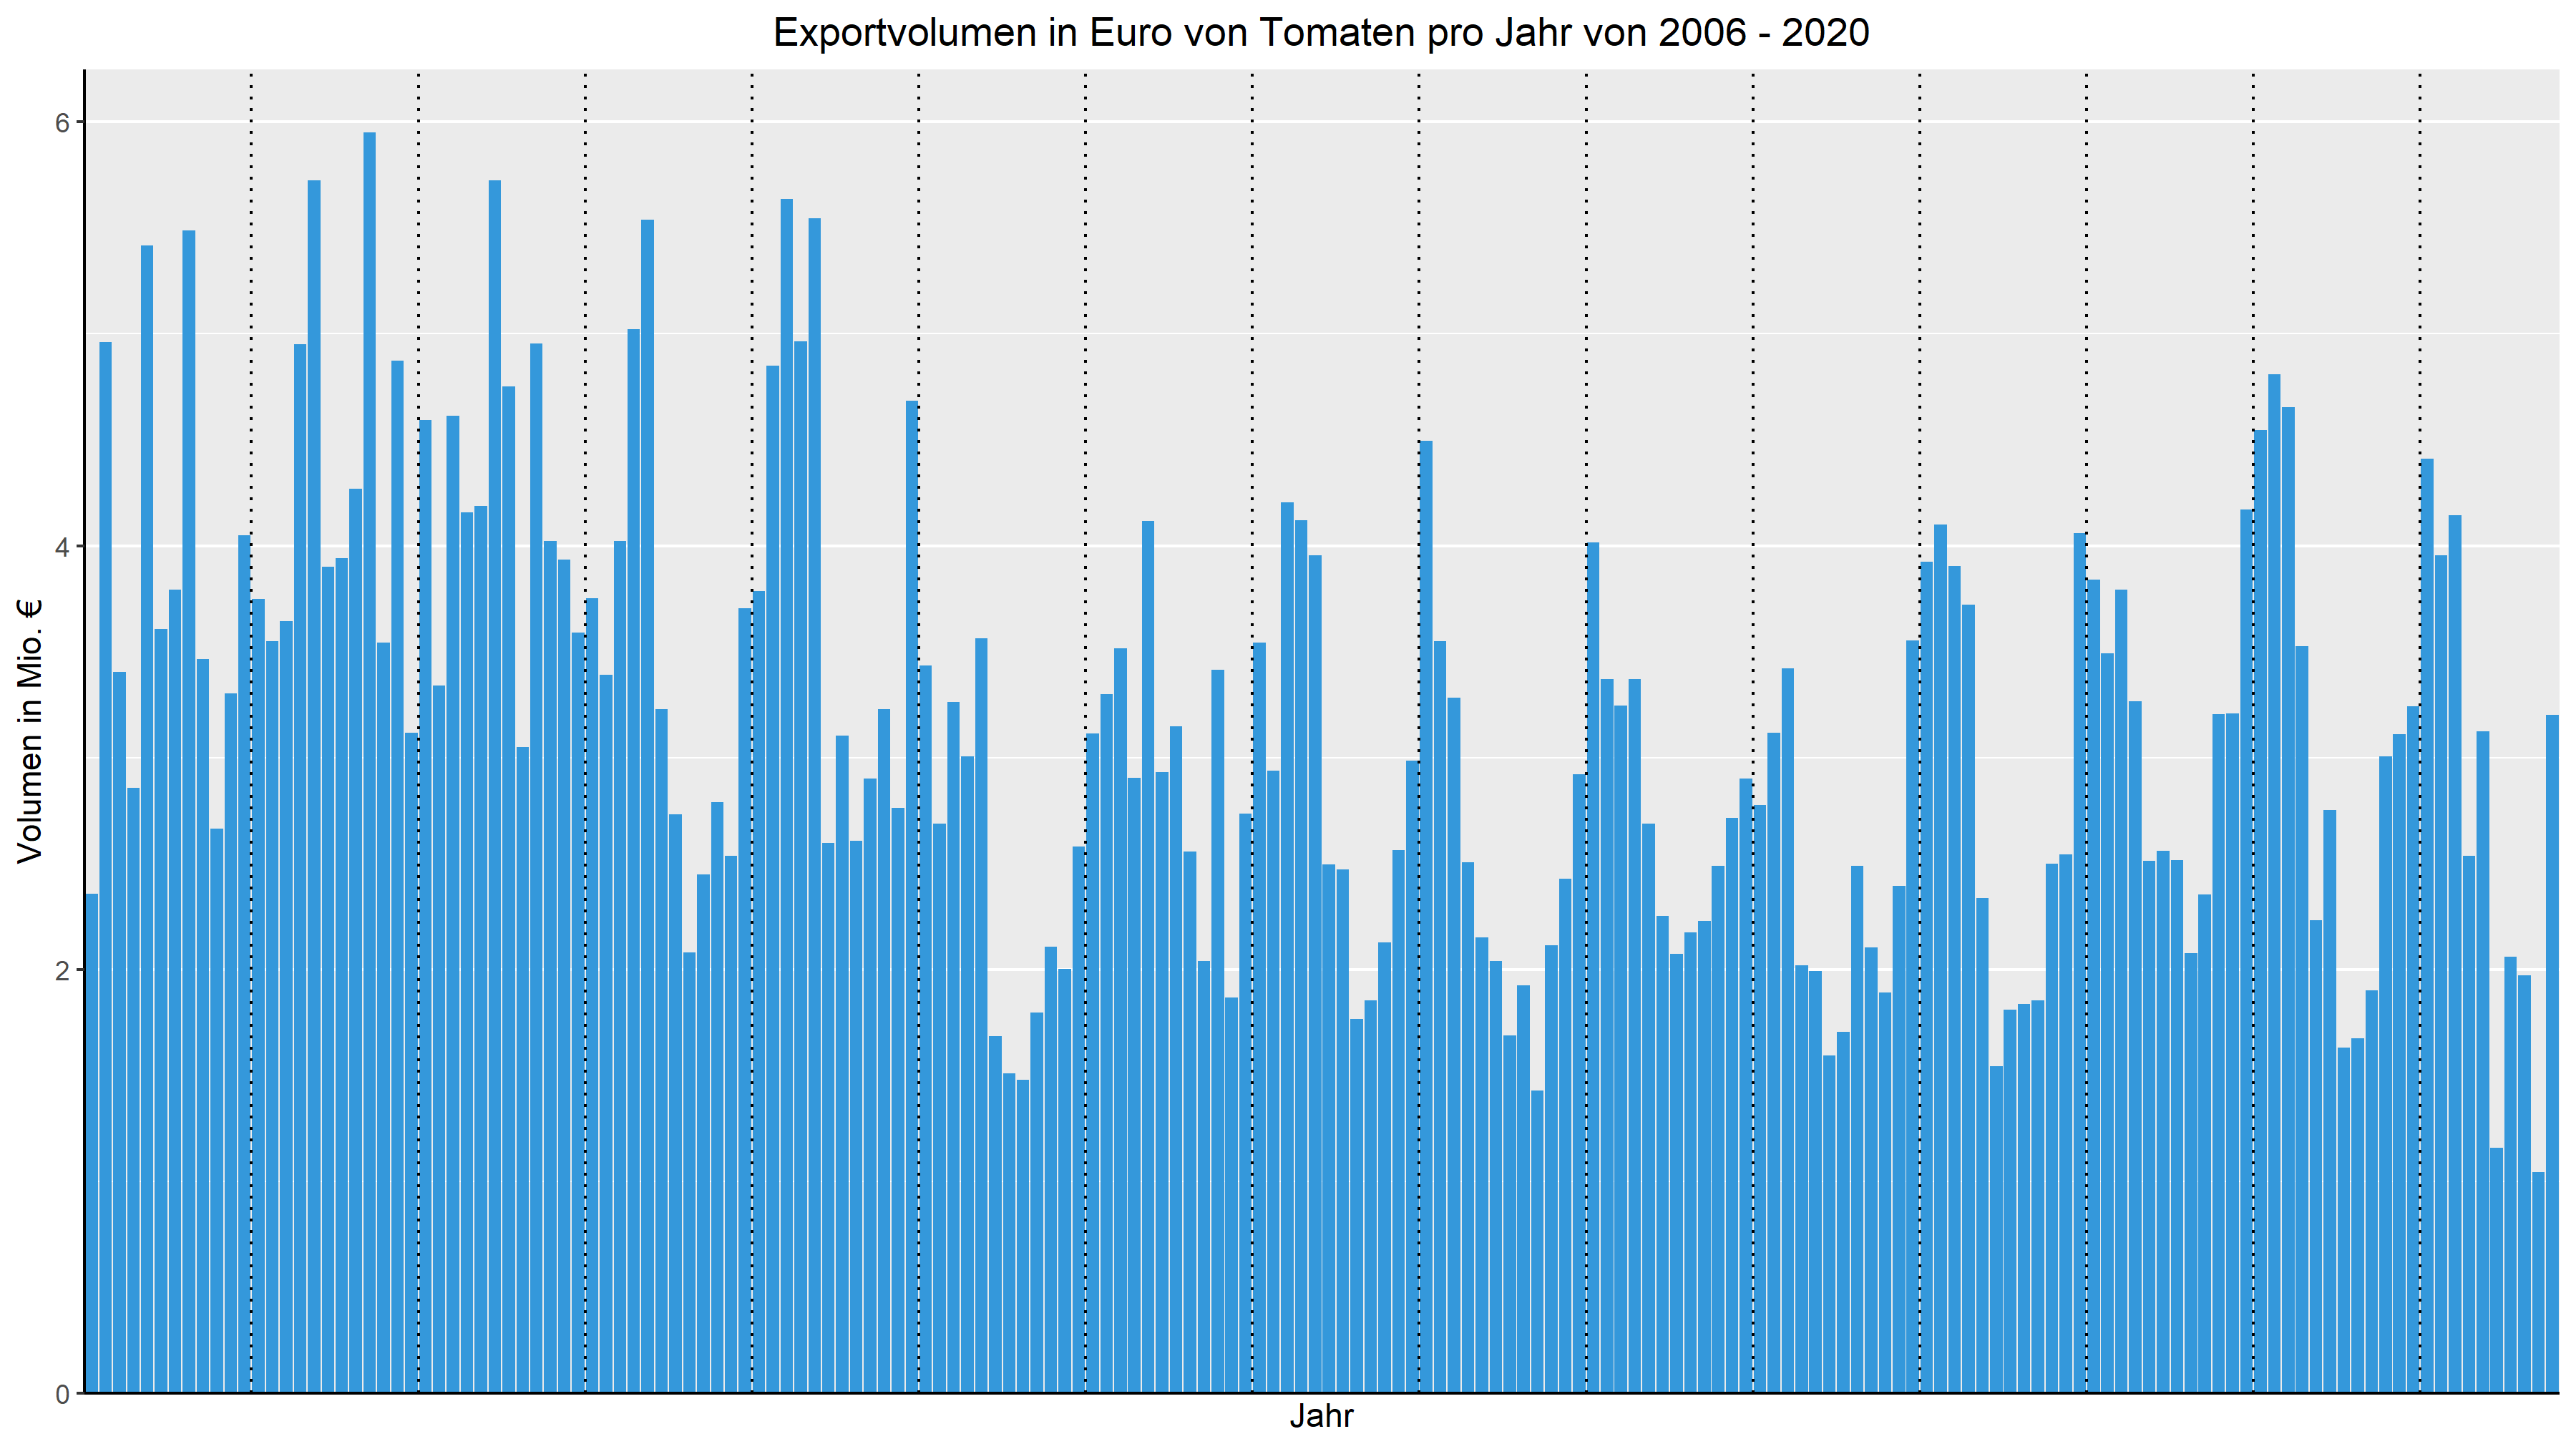 Exportvolumen in Euro von Tomaten pro Jahr von 2006 - 2020
Volumen in Mio. €
6
4
2
0
Jahr